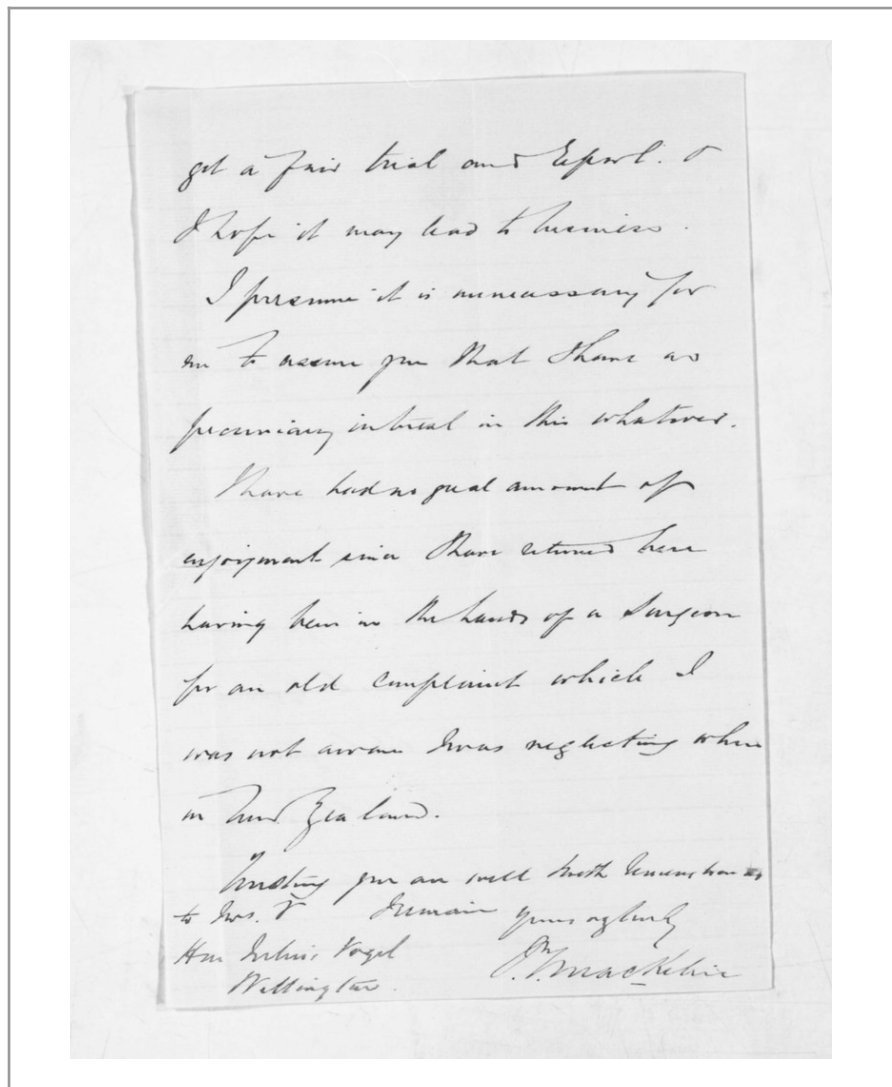 get a fair trial and Report. &
I hope it may lead to business.
I presume it is unnecessary for
me to assure you that I have no
pecuniary interest in this whatever.
I have had no great amount of
enjoyment since I have returned here
having been in the hands of a Surgeon
for an old complaint which I
was not aware I was neglecting when
in New Zealand.
Trusting you are well with remembrances
to Mrs. V I remain yours
Hon Julius Vogel
Wellington.
MacKelvie